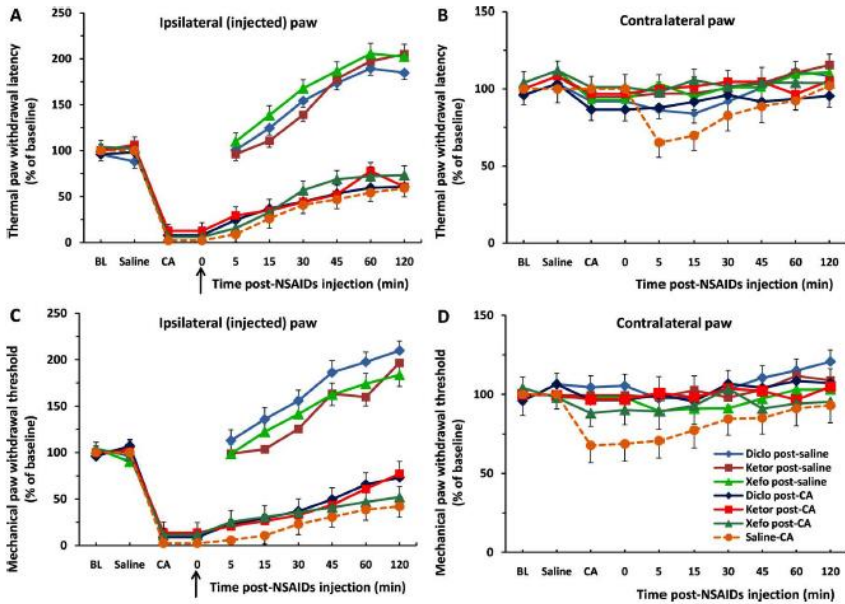 A
Ipsilateral (injected) paw
Thermal paw withdrawal latency
(% of baseline)
250
200
150
100
50
0
BL Saline CA 0 5 15 30 45 60 120
Time post-NSAIDs injection (min)
B
Contralateral paw
Thermal paw withdrawal latency
(% of baseline)
150
100
50
0
BL Saline CA 0 5 15 30 45 60 120
Time post-NSAIDs injection (min)
C
Ipsilateral (injected) paw
Mechanical paw withdrawal threshold
(% of baseline)
250
200
150
100
50
0
BL Saline CA 0 5 15 30 45 60 120
Time post-NSAIDs injection (min)
D
Contralateral paw
Mechanical paw withdrawal threshold
(% of baseline)
150
100
50
0
Diclo post-saline
Ketor post-saline
Xefo post-saline
Diclo post-CA
Ketor post-CA
Xefo post-CA
Saline-CA
BL Saline CA 0 5 15 30 45 60 120
Time post-NSAIDs injection (min)